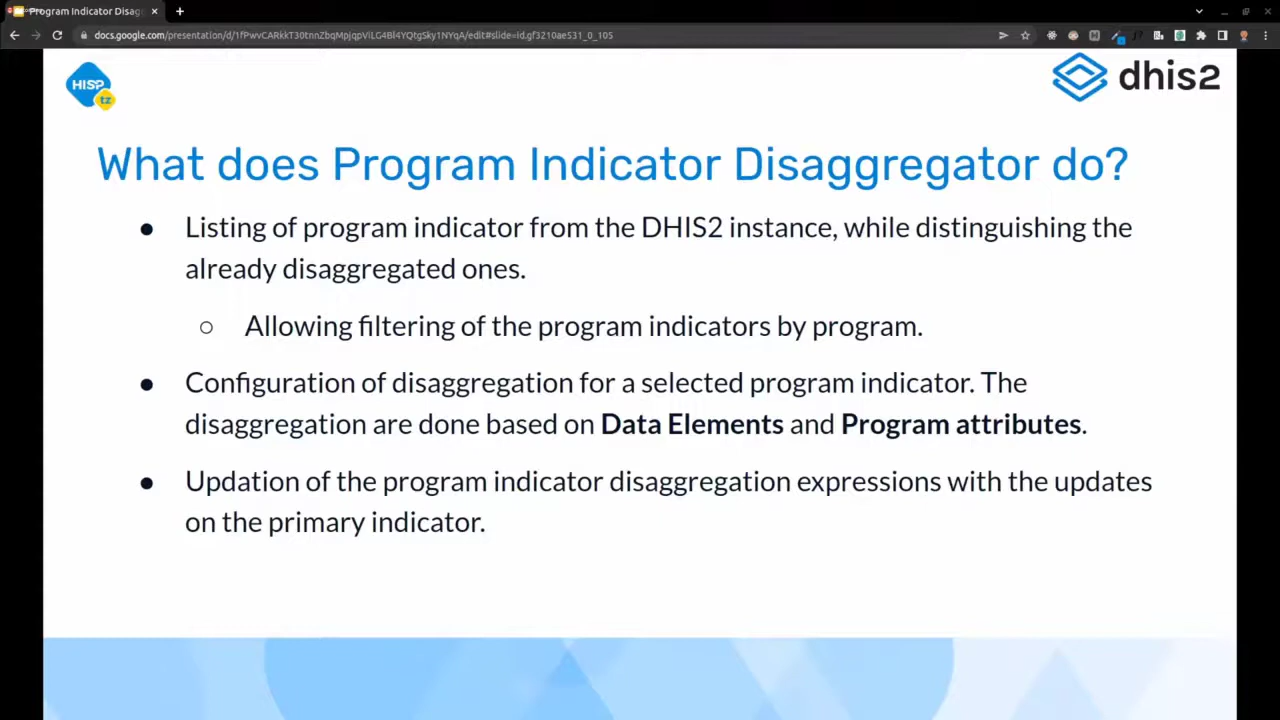 Program Indicator Disag
docs.google.com/presentation/d/1fPwvCARkkT30tnnZbqMpjqpViLG4Bl4YQtgSky1NYqA/edit#slide=id.gf3210ae531_0_105
HISP
tz
dhis2
What does Program Indicator Disaggregator do?
● Listing of program indicator from the DHIS2 instance, while distinguishing the
already disaggregated ones.
○ Allowing filtering of the program indicators by program.
● Configuration of disaggregation for a selected program indicator. The
disaggregation are done based on Data Elements and Program attributes.
● Updation of the program indicator disaggregation expressions with the updates
on the primary indicator.